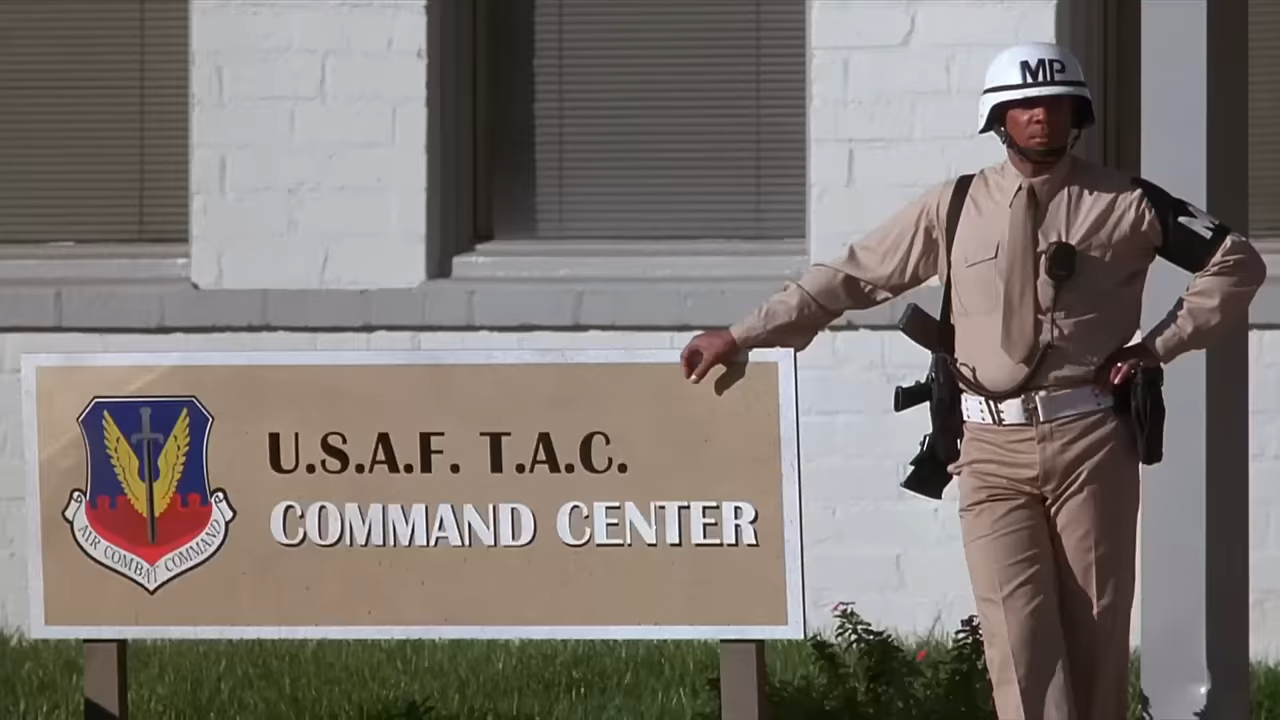 MP
M
U.S.A.F. T.A.C.
COMMAND CENTER
AIR COMBAT COMMAND